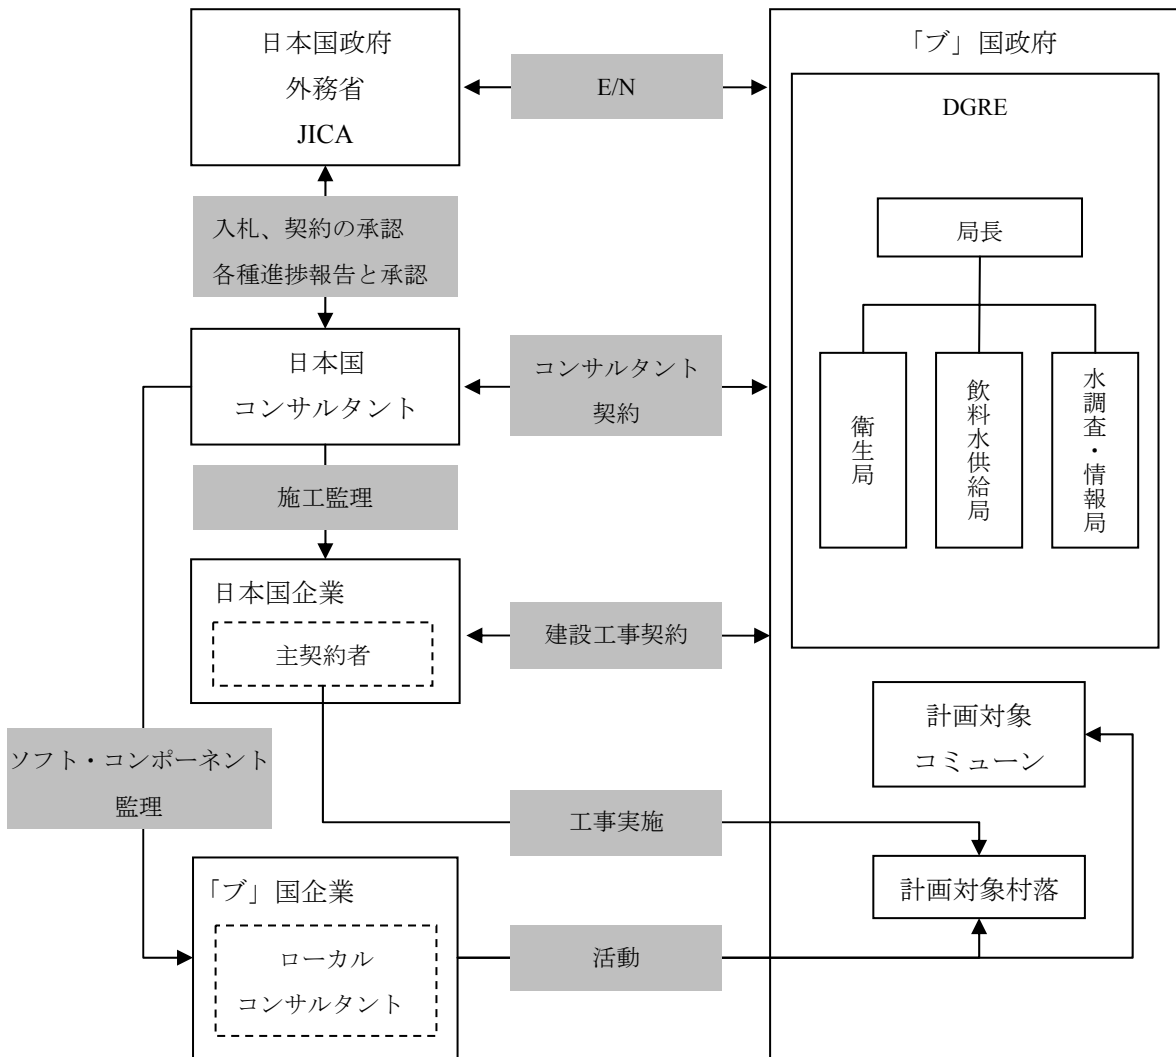 日本国政府
外務省
JICA
E/N
「ブ」国政府
DGRE
局長
衛生局
飲料水供給局
水調査・情報局
入札、契約の承認
各種進捗報告と承認
日本国
コンサルタント
コンサルタント
契約
施工監理
日本国企業
主契約者
建設工事契約
計画対象
コミューン
ソフト・コンポーネント
監理
工事実施
計画対象村落
「ブ」国企業
ローカル
コンサルタント
活動